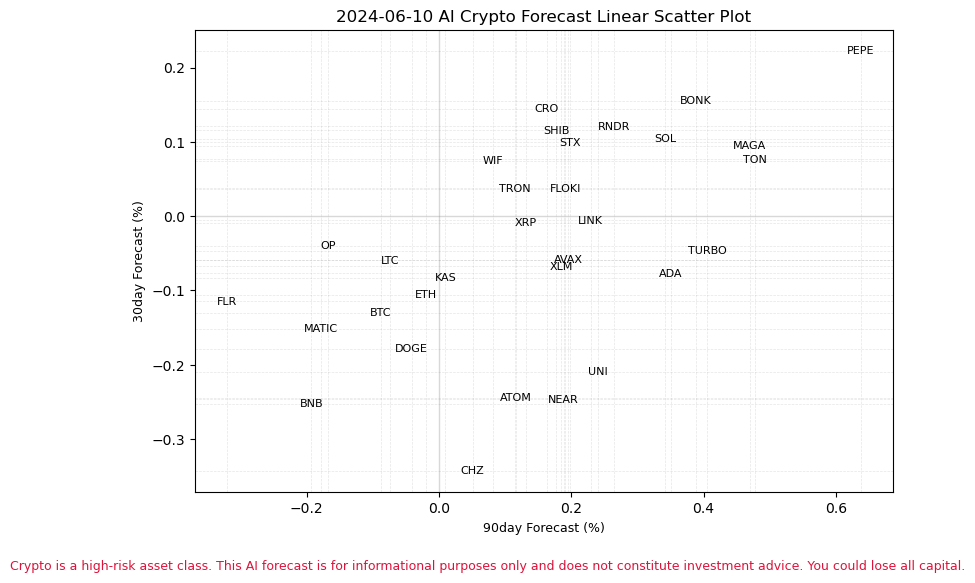 2024-06-10 AI Crypto Forecast Linear Scatter Plot
PEPE
0.2
BONK
CRO
RNDR
SHIB
0.1
SOL
STX
MAGA
WIF
TON
TRON
FLOKI
0.0
LINK
XRP
OP
TURBO
LTC
AVAX
XLM
ADA
KAS
−0.1
ETH
FLR
BTC
MATIC
DOGE
−0.2
UNI
ATOM
NEAR
BNB
−0.3
CHZ
30day Forecast (%)
−0.2 0.0 0.2 0.4 0.6
90day Forecast (%)
Crypto is a high-risk asset class. This AI forecast is for informational purposes only and does not constitute investment advice. You could lose all capital.